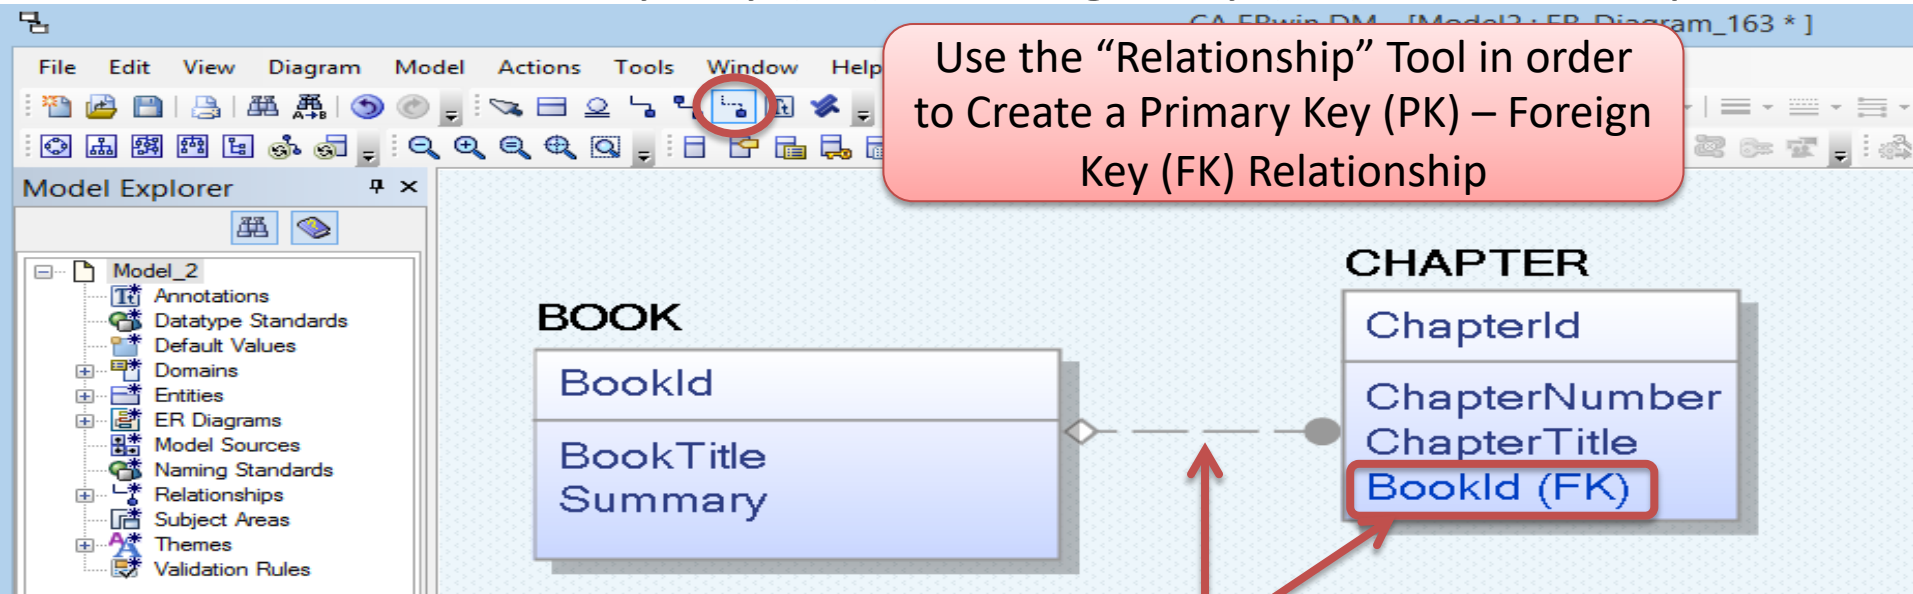 CA ERwin DM - [Model2 : ER_Diagram_163 * ]
File Edit View Diagram Model Actions Tools Window Help
Use the “Relationship” Tool in order
to Create a Primary Key (PK) – Foreign
Key (FK) Relationship
Model Explorer
Model_2
Annotations
Datatype Standards
Default Values
Domains
Entities
ER Diagrams
Model Sources
Naming Standards
Relationships
Subject Areas
Themes
Validation Rules
BOOK
BookId
BookTitle
Summary
CHAPTER
ChapterId
ChapterNumber
ChapterTitle
BookId (FK)